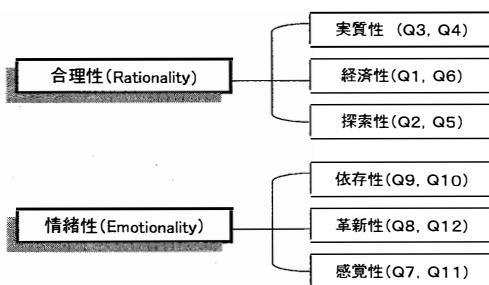 実質性 (Q3, Q4)
合理性(Rationality)
経済性(Q1, Q6)
探索性(Q2, Q5)
依存性(Q9, Q10)
情緒性(Emotionality)
革新性(Q8, Q12)
感覚性(Q7, Q11)